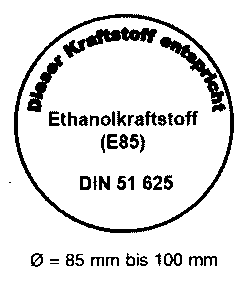 Dieser Kraftstoff entspricht
Ethanolkraftstoff
(E85)
DIN 51 625
Ø = 85 mm bis 100 mm